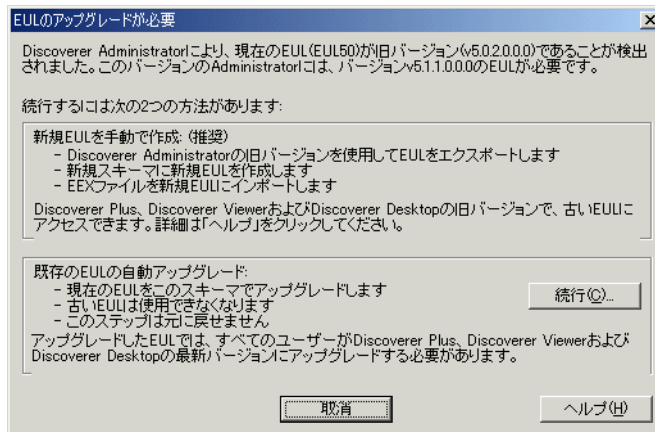 EULのアップグレードが必要
Discoverer Administratorにより、現在のEUL(EUL50)が旧バージョン(v5.0.2.0.0.0)であることが検出
されました。このバージョンのAdministratorには、バージョンv5.1.1.0.0.0のEULが必要です。
続行するには次の2つの方法があります:
新規EULを手動で作成: (推奨)
- Discoverer Administratorの旧バージョンを使用してEULをエクスポートします
- 新規スキーマに新規EULを作成します
- EEXファイルを新規EULにインポートします
Discoverer Plus、Discoverer ViewerおよびDiscoverer Desktopの旧バージョンで、古いEULに
アクセスできます。詳細は「ヘルプ」をクリックしてください。
既存のEULの自動アップグレード:
- 現在のEULをこのスキーマでアップグレードします
- 古いEULは使用できなくなります
- このステップは元に戻せません
続行(C)...
アップグレードしたEULでは、すべてのユーザーがDiscoverer Plus、Discoverer Viewerおよび
Discoverer Desktopの最新バージョンにアップグレードする必要があります。
取消
ヘルプ(H)